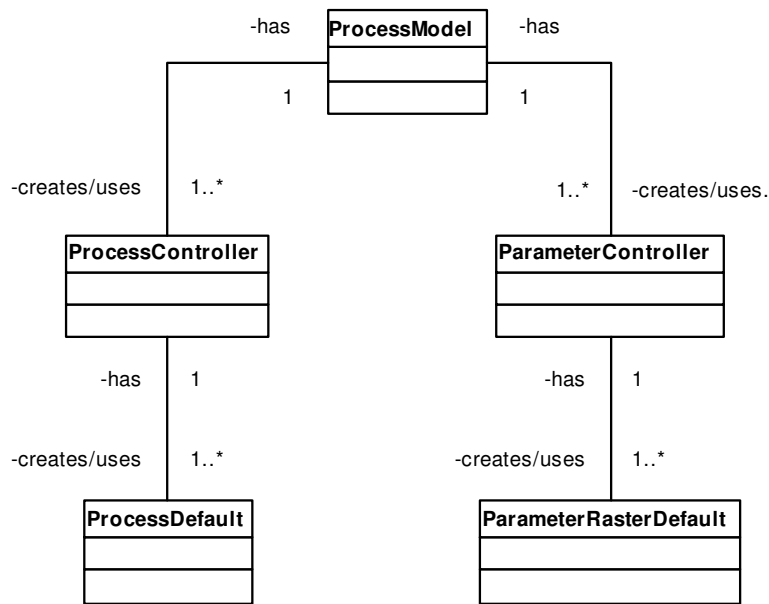 -has
ProcessModel
-has
1
1
-creates/uses
1..*
1..*
-creates/uses.
ProcessController
ParameterController
-has
1
-has
1
-creates/uses
1..*
-creates/uses
1..*
ProcessDefault
ParameterRasterDefault